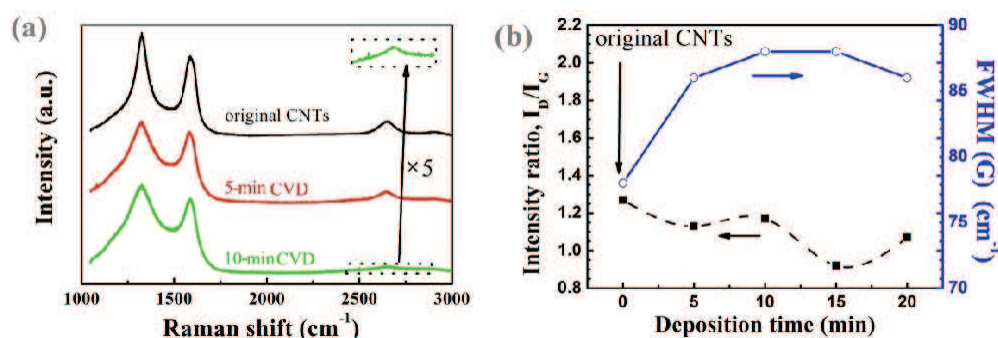 (a)
Intensity (a.u.)
original CNTs
5-min CVD
10-minCVD
×5
1000 1500 2000 2500 3000
Raman shift (cm-1)
(b)
original CNTs
Intensity ratio, ID/IG
2.2
2.0
1.8
1.6
1.4
1.2
1.0
0.8
90
85
80
75
70
FWHM (G) (cm-1)
0 5 10 15 20
Deposition time (min)